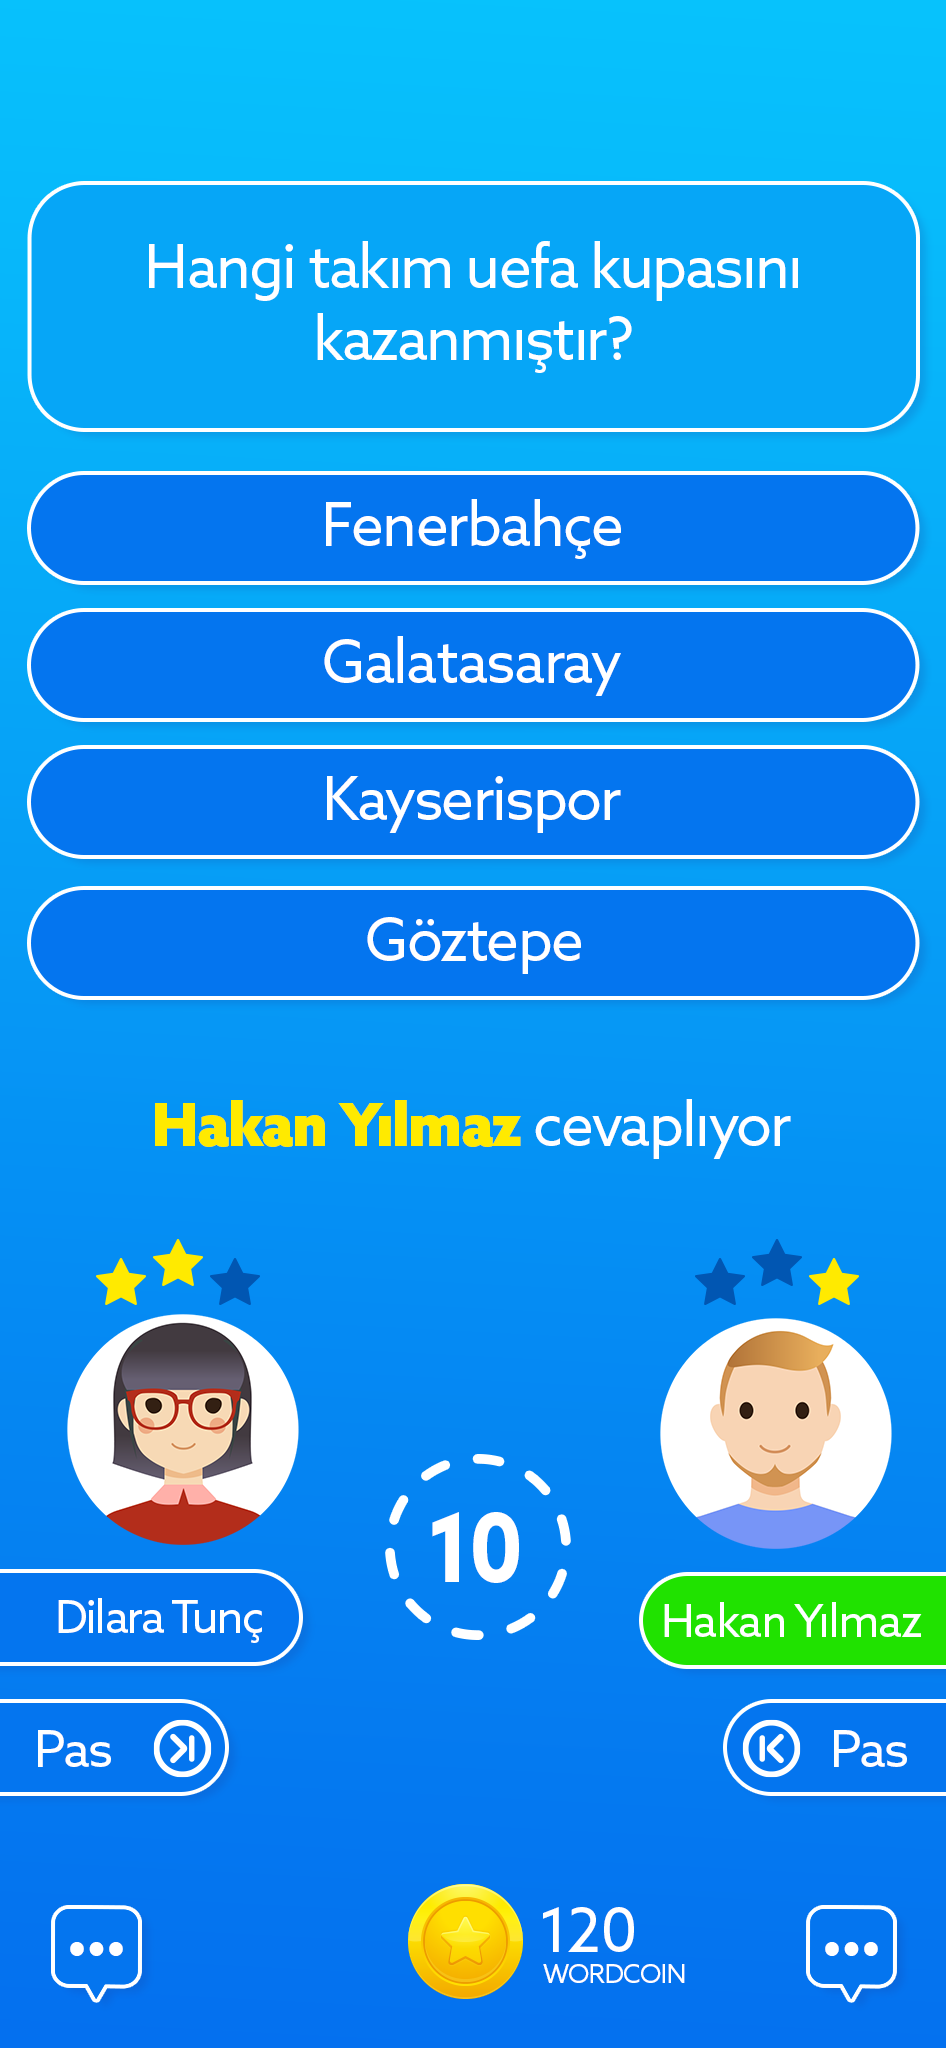 Hangi takım uefa kupasını
kazanmıştır?
Fenerbahçe
Galatasaray
Kayserispor
Göztepe
Hakan Yılmaz cevaplıyor
10
Dilara Tunç
Hakan Yılmaz
Pas
Pas
120
WORDCOIN